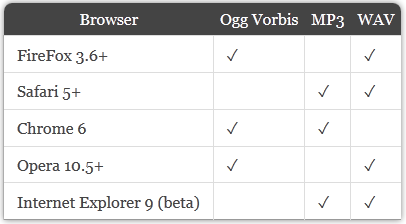 Browser Ogg Vorbis MP3 WAV
FireFox 3.6+ ✓ ✓
Safari 5+ ✓ ✓
Chrome 6 ✓ ✓
Opera 10.5+ ✓ ✓
Internet Explorer 9 (beta) ✓ ✓